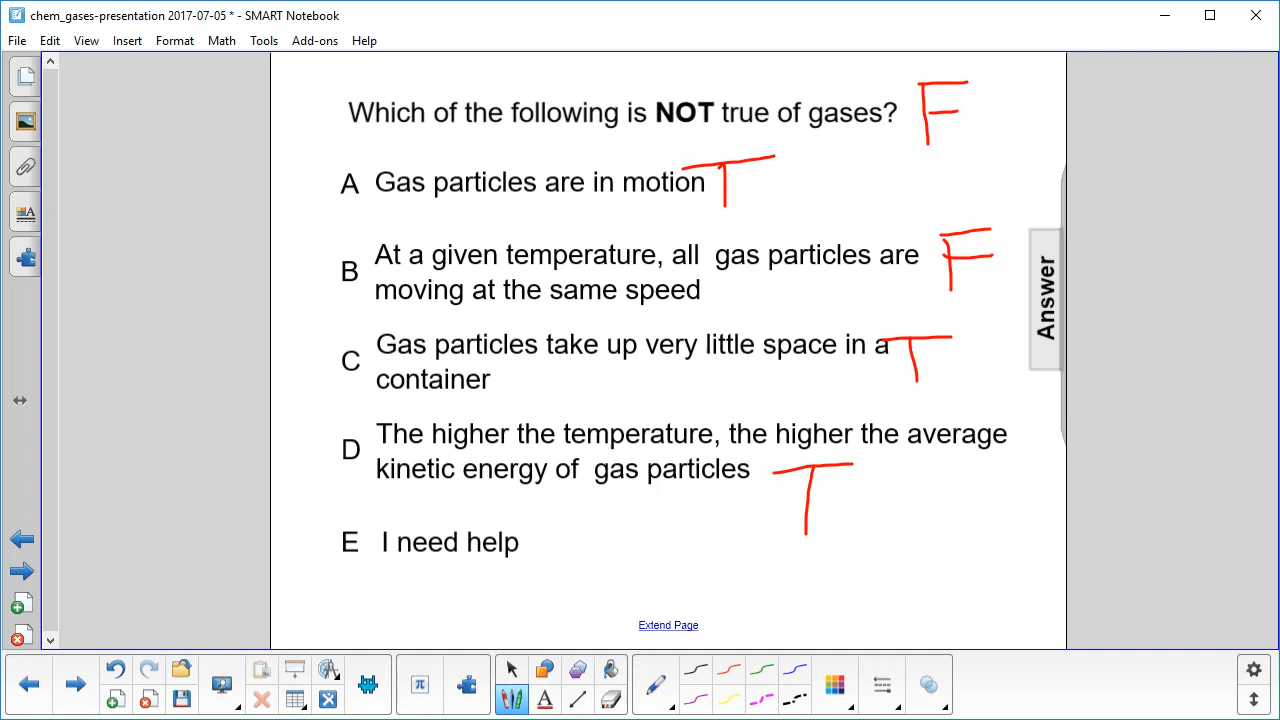 chem_gases-presentation 2017-07-05 * - SMART Notebook
File Edit View Insert Format Math Tools Add-ons Help
Which of the following is NOT true of gases? F
A Gas particles are in motion T
B At a given temperature, all gas particles are F
moving at the same speed
C Gas particles take up very little space in a T
container
D The higher the temperature, the higher the average
kinetic energy of gas particles T
E I need help
Answer
Extend Page